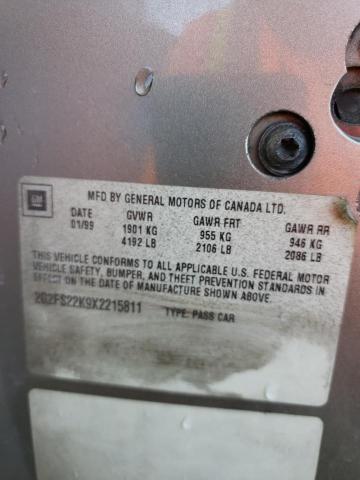 GM
MFD BY GENERAL MOTORS OF CANADA LTD.
DATE GVWR GAWR FRT GAWR RR
01/99 1901 KG 955 KG 946 KG
4192 LB 2106 LB 2086 LB
THIS VEHICLE CONFORMS TO ALL APPLICABLE U.S. FEDERAL MOTOR
VEHICLE SAFETY, BUMPER, AND THEFT PREVENTION STANDARDS IN
EFFECT ON THE DATE OF MANUFACTURE SHOWN ABOVE.
2G2FS22K9X2215811 TYPE: PASS CAR